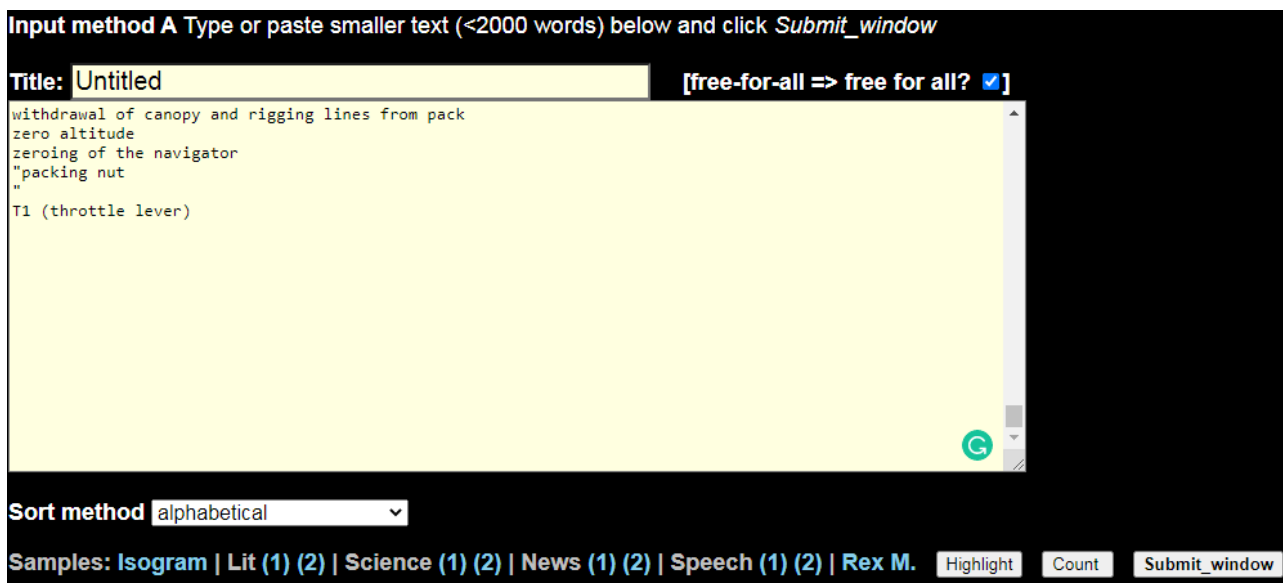 Input method A Type or paste smaller text (<2000 words) below and click Submit_window
Title: Untitled [free-for-all => free for all? ]
withdrawal of canopy and rigging lines from pack
zero altitude
zeroing of the navigator
"packing nut
"
T1 (throttle lever)
G
Sort method alphabetical
Samples: Isogram | Lit (1) (2) | Science (1) (2) | News (1) (2) | Speech (1) (2) | Rex M. Highlight Count Submit_window